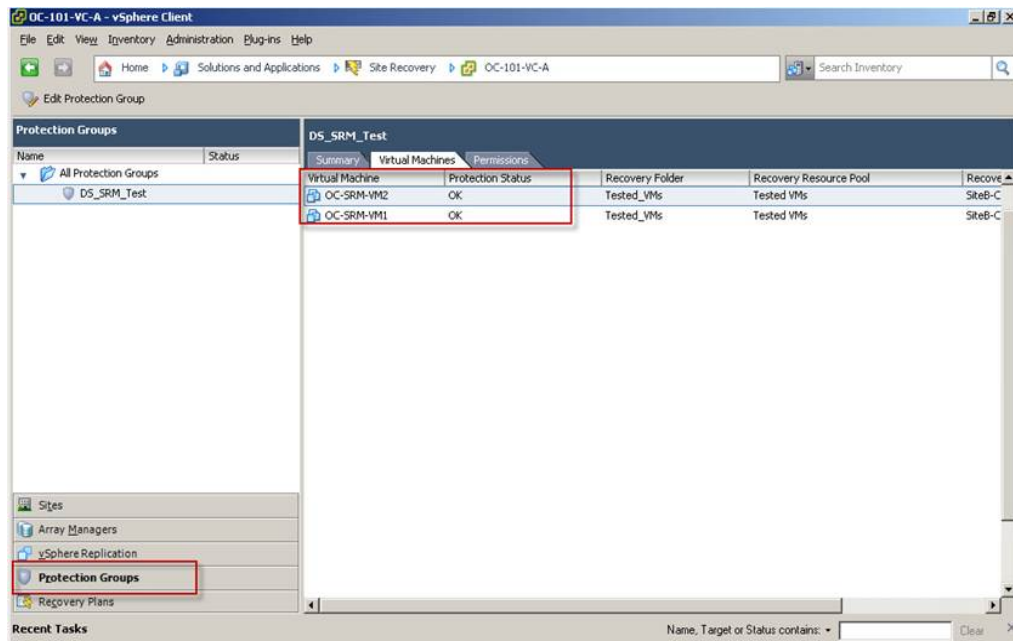 OC-101-VC-A - vSphere Client
File Edit View Inventory Administration Plug-ins Help
Home Solutions and Applications Site Recovery OC-101-VC-A Search Inventory
Edit Protection Group
Protection Groups
Name Status
All Protection Groups
DS_SRM_Test
DS_SRM_Test
Summary Virtual Machines Permissions
Virtual Machine Protection Status Recovery Folder Recovery Resource Pool Recove
OC-SRM-VM2 OK Tested_VMs Tested VMs SiteB-C
OC-SRM-VM1 OK Tested_VMs Tested VMs SiteB-C
Sites
Array Managers
vSphere Replication
Protection Groups
Recovery Plans
Recent Tasks Name, Target or Status contains: Clear